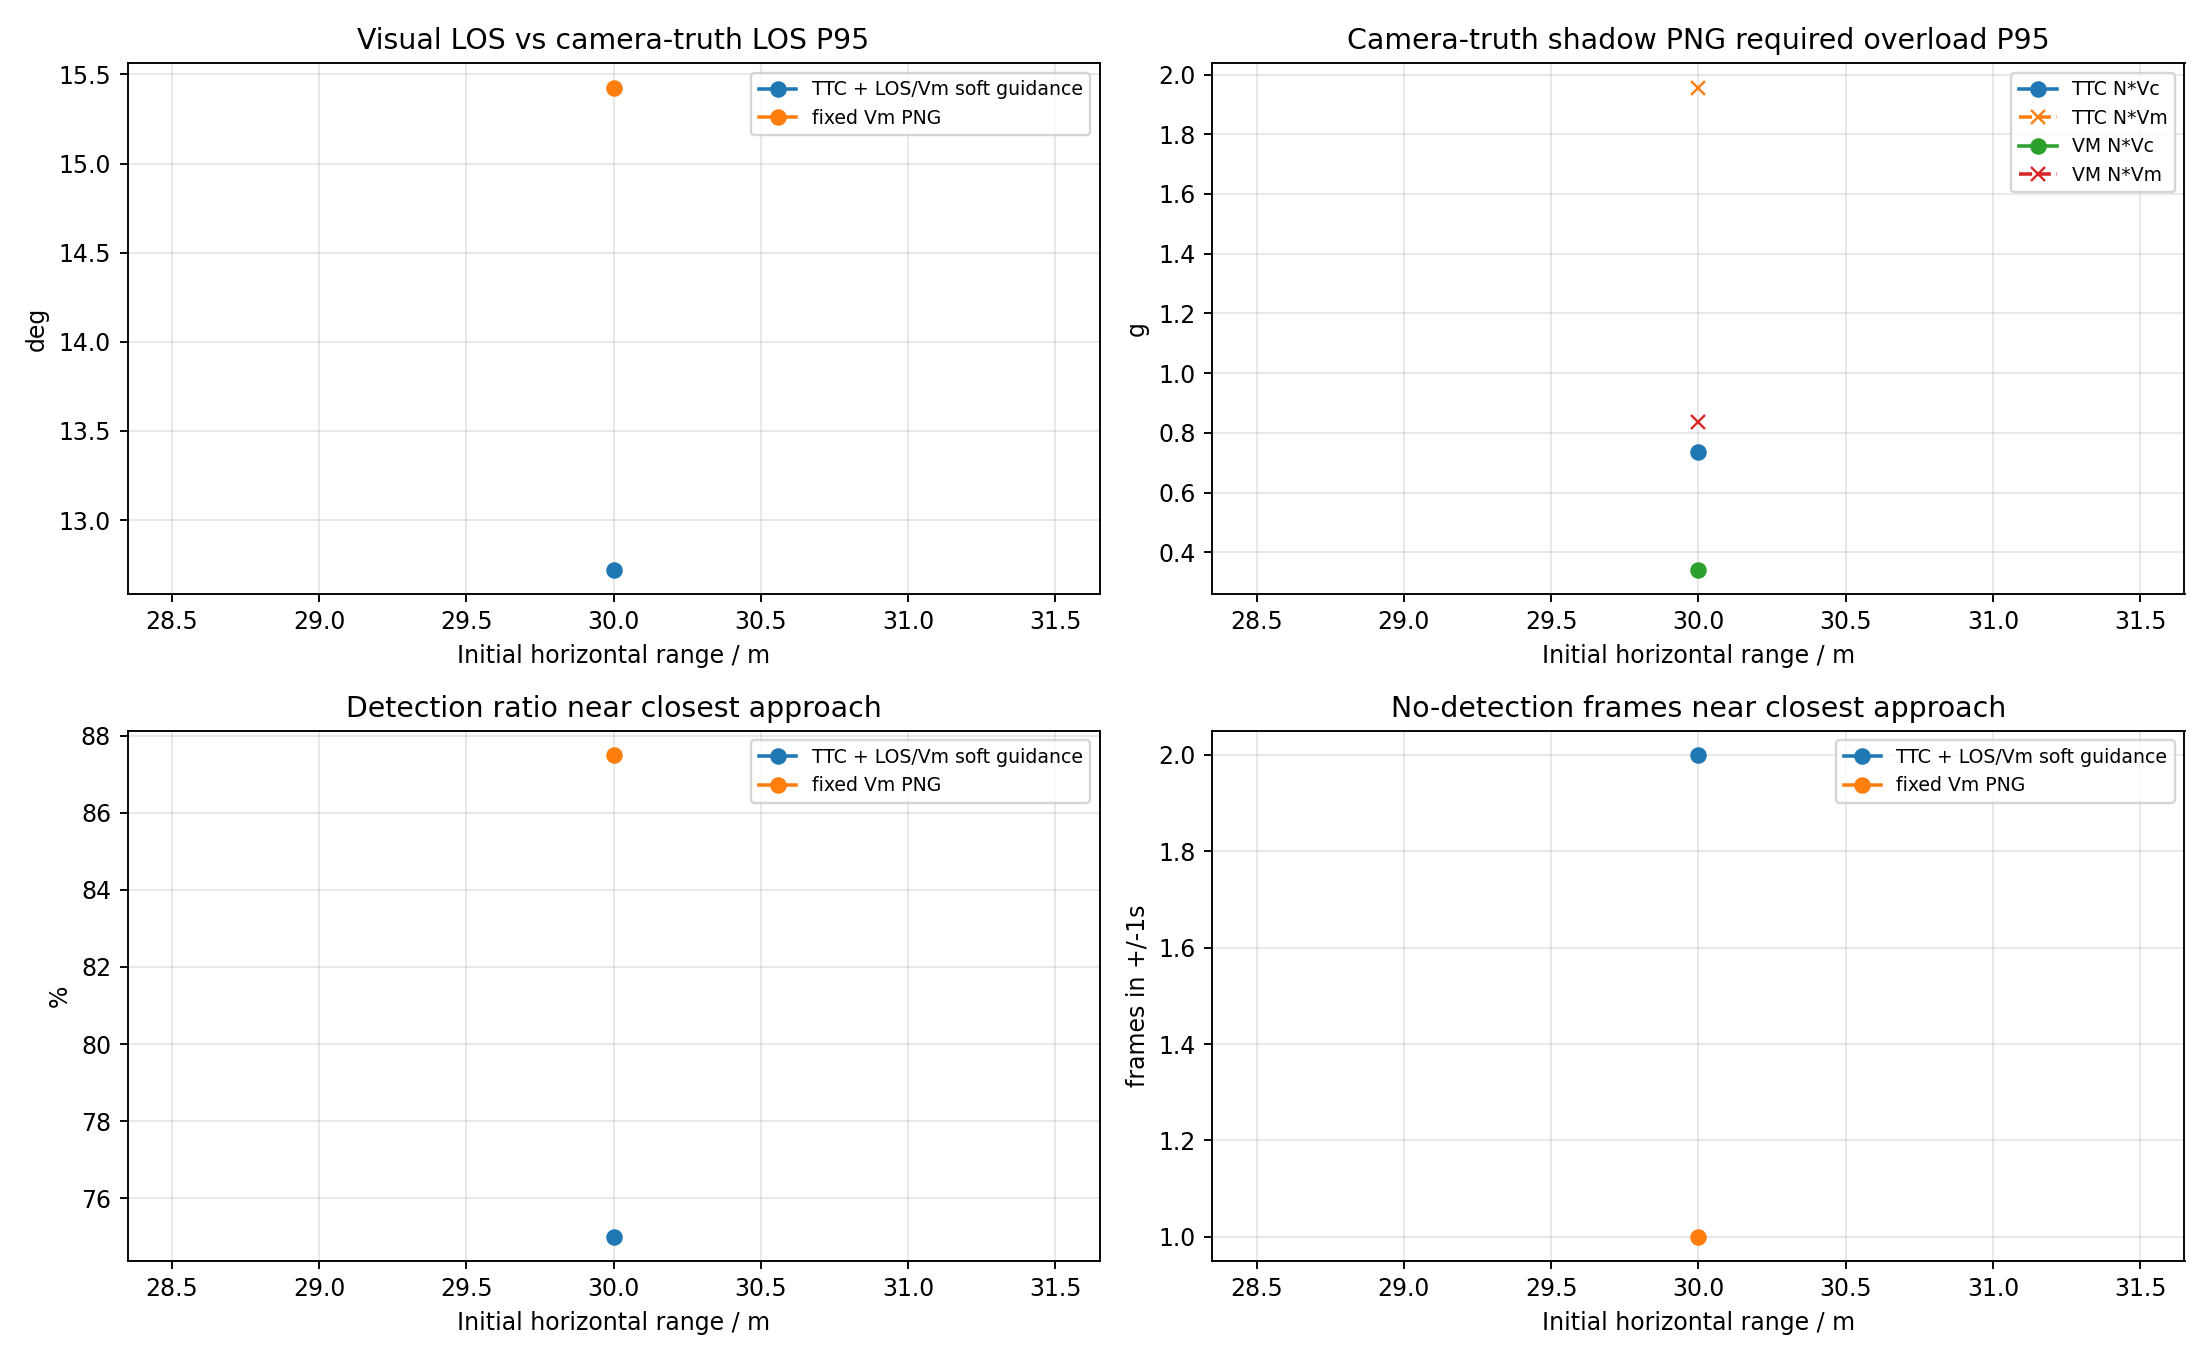 Visual LOS vs camera-truth LOS P95
15.5
15.0
14.5
14.0
13.5
13.0
deg
TTC + LOS/Vm soft guidance
fixed Vm PNG
28.5 29.0 29.5 30.0 30.5 31.0 31.5
Initial horizontal range / m
Camera-truth shadow PNG required overload P95
2.0
1.8
1.6
1.4
1.2
1.0
0.8
0.6
0.4
g
TTC N*Vc
TTC N*Vm
VM N*Vc
VM N*Vm
28.5 29.0 29.5 30.0 30.5 31.0 31.5
Initial horizontal range / m
Detection ratio near closest approach
88
86
84
82
80
78
76
%
TTC + LOS/Vm soft guidance
fixed Vm PNG
28.5 29.0 29.5 30.0 30.5 31.0 31.5
Initial horizontal range / m
No-detection frames near closest approach
2.0
1.8
1.6
1.4
1.2
1.0
frames in +/-1s
TTC + LOS/Vm soft guidance
fixed Vm PNG
28.5 29.0 29.5 30.0 30.5 31.0 31.5
Initial horizontal range / m